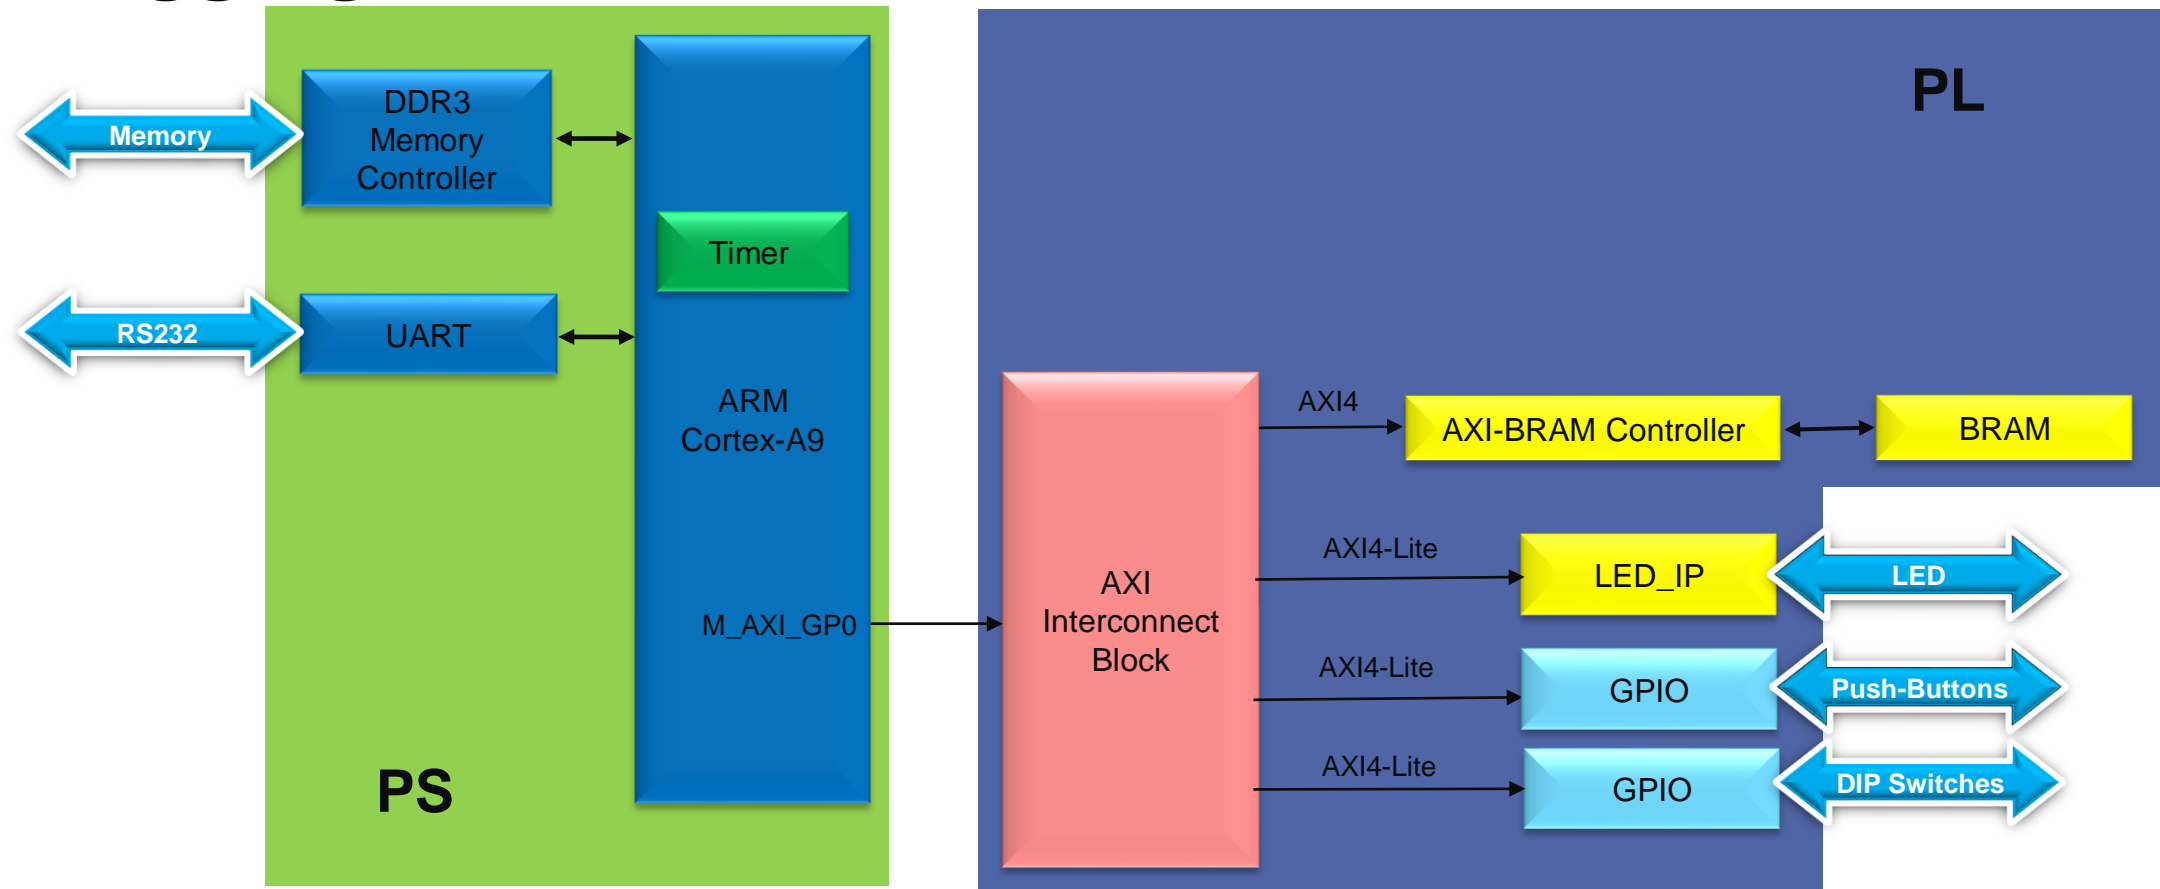 PL
DDR3
Memory
Controller
Memory
Timer
RS232
UART
ARM
Cortex-A9
AXI4
AXI-BRAM Controller
BRAM
AXI4-Lite
LED_IP
LED
AXI
Interconnect
Block
M_AXI_GP0
AXI4-Lite
GPIO
Push-Buttons
AXI4-Lite
GPIO
DIP Switches
PS